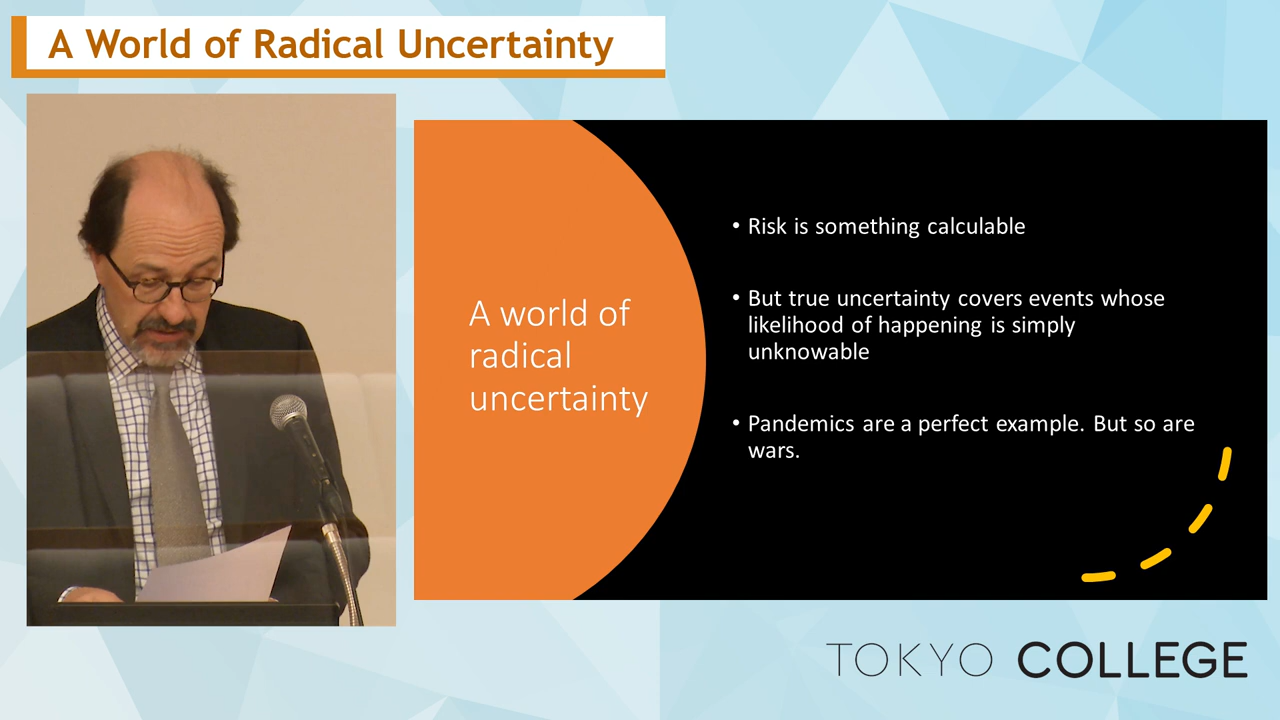 A World of Radical Uncertainty
A world of
radical
uncertainty
• Risk is something calculable
• But true uncertainty covers events whose
likelihood of happening is simply
unknowable
• Pandemics are a perfect example. But so are
wars.
TOKYO COLLEGE